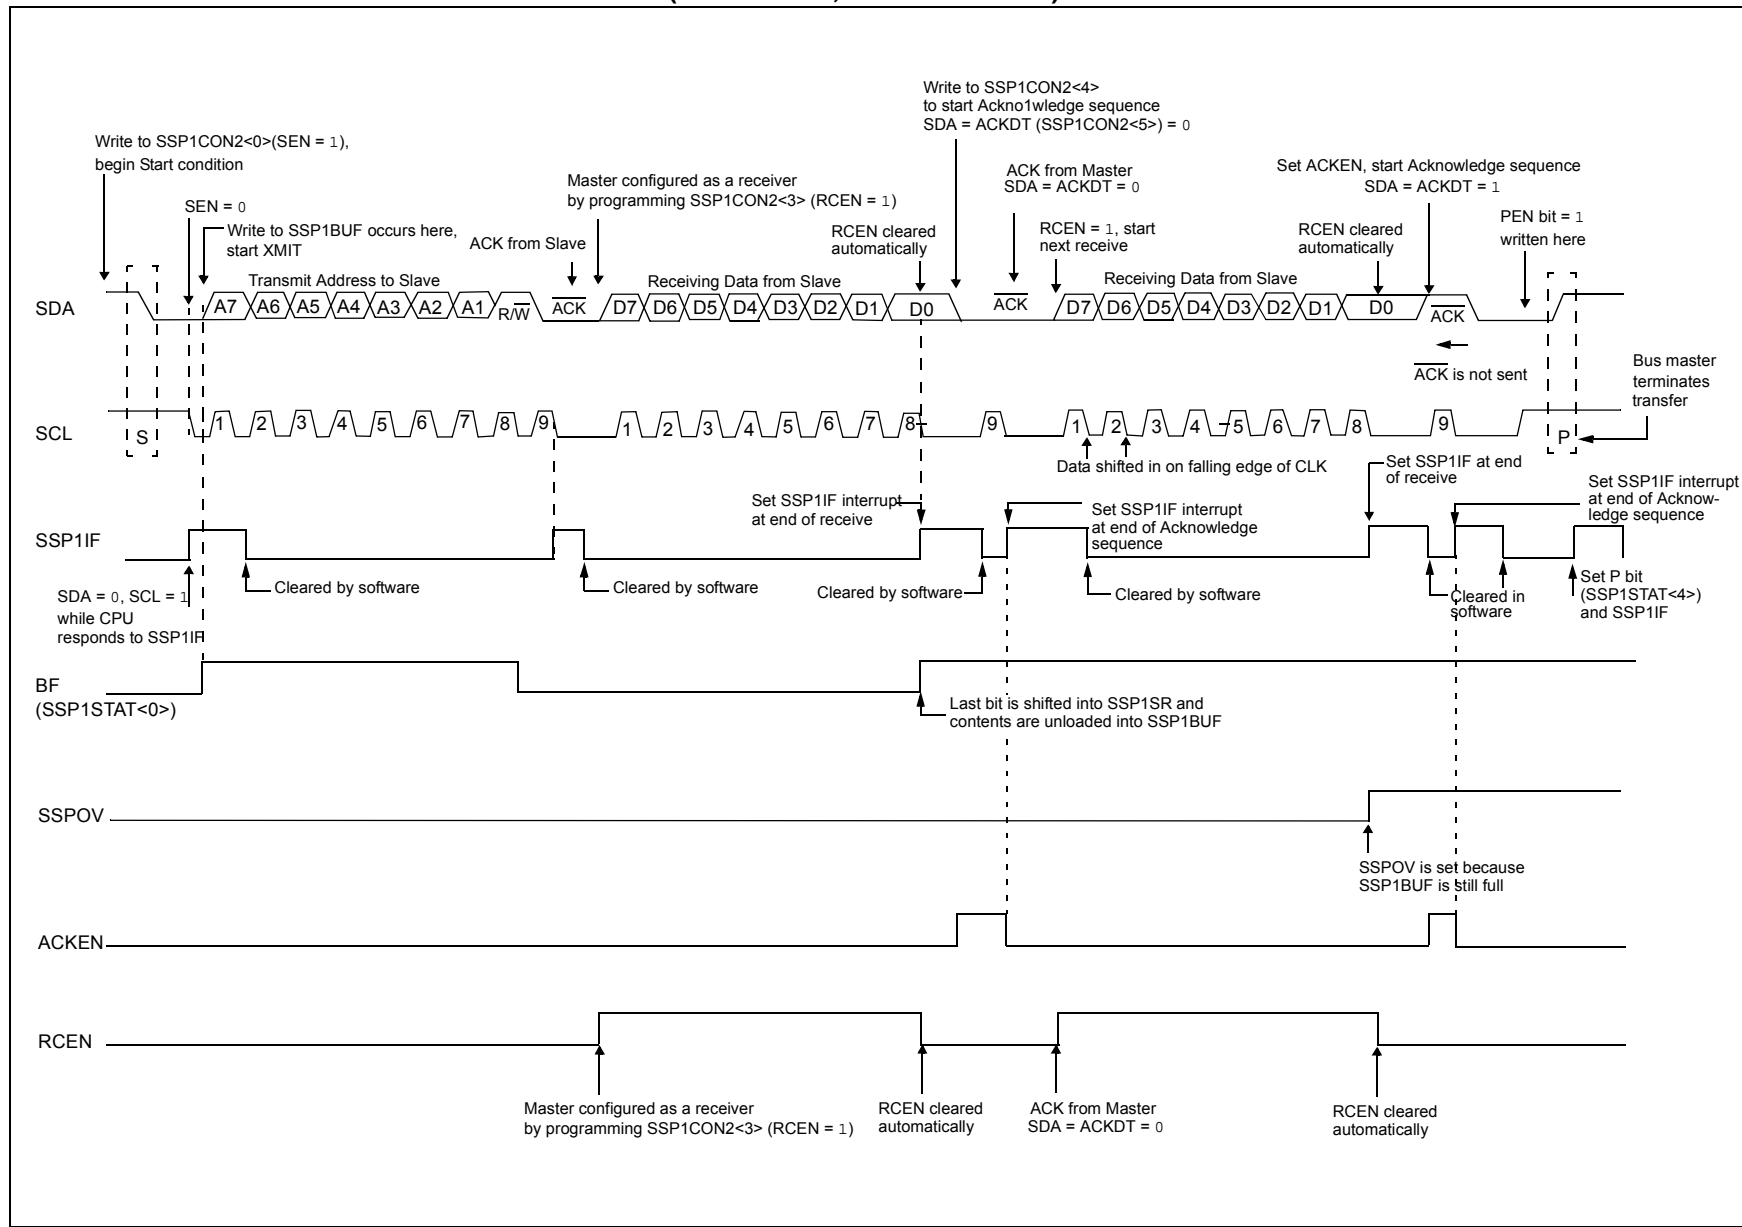 Write to SSP1CON2<4>
to start Ackno1wledge sequence
SDA = ACKDT (SSP1CON2<5>) = 0
Write to SSP1CON2<0>(SEN = 1),
begin Start condition
ACK from Master
SDA = ACKDT = 0
Set ACKEN, start Acknowledge sequence
SDA = ACKDT = 1
Master configured as a receiver
by programming SSP1CON2<3> (RCEN = 1)
SEN = 0
Write to SSP1BUF occurs here,
start XMIT
ACK from Slave
RCEN cleared
automatically
RCEN = 1, start
next receive
RCEN cleared
automatically
PEN bit = 1
written here
Transmit Address to Slave
Receiving Data from Slave
Receiving Data from Slave
SDA A7 A6 A5 A4 A3 A2 A1 R/W ACK D7 D6 D5 D4 D3 D2 D1 D0 ACK D7 D6 D5 D4 D3 D2 D1 D0 ACK
ACK is not sent
Bus master
terminates
transfer
SCL S 1 2 3 4 5 6 7 8 9 1 2 3 4 5 6 7 8 9 1 2 3 4 5 6 7 8 9 P
Data shifted in on falling edge of CLK
Set SSP1IF at end
of receive
Set SSP1IF interrupt
at end of receive
Set SSP1IF interrupt
at end of Acknowledge
sequence
Set SSP1IF interrupt
at end of Acknow-
ledge sequence
SSP1IF
SDA = 0, SCL = 1
while CPU
responds to SSP1IF
Cleared by software
Cleared by software
Cleared by software
Cleared by software
Cleared in
software
Set P bit
(SSP1STAT<4>)
and SSP1IF
BF
(SSP1STAT<0>)
Last bit is shifted into SSP1SR and
contents are unloaded into SSP1BUF
SSPOV
SSPOV is set because
SSP1BUF is still full
ACKEN
RCEN
Master configured as a receiver
by programming SSP1CON2<3> (RCEN = 1)
RCEN cleared
automatically
ACK from Master
SDA = ACKDT = 0
RCEN cleared
automatically